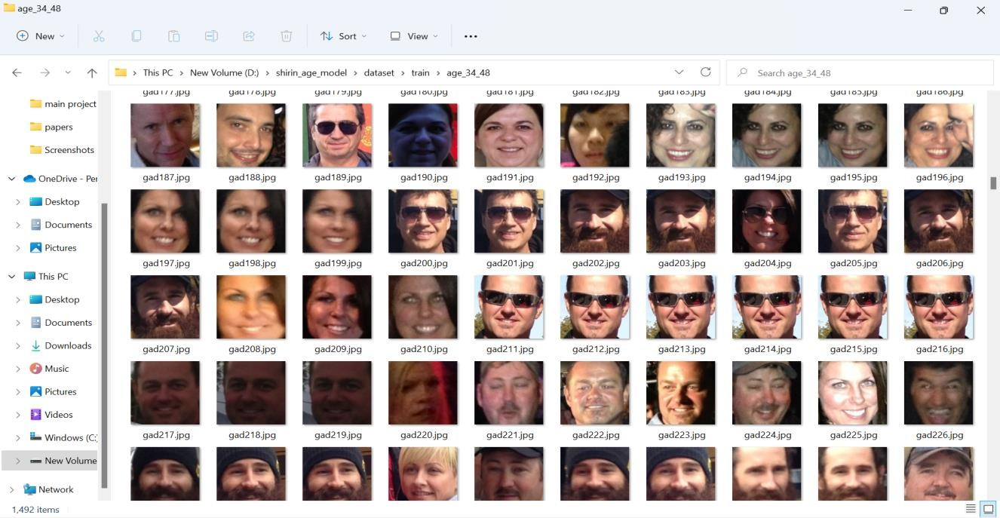 age_34_48
New Sort View
This PC New Volume (D:) shirin_age_model dataset train age_34_48 Search age_34_48
main project
papers
Screenshots
OneDrive - Per
Desktop
Documents
Pictures
This PC
Desktop
Documents
Downloads
Music
Pictures
Videos
Windows (C:
New Volume
Network
gad177.jpg gad178.jpg gad179.jpg gad180.jpg gad181.jpg gad182.jpg gad183.jpg gad184.jpg gad185.jpg gad186.jpg
gad187.jpg gad188.jpg gad189.jpg gad190.jpg gad191.jpg gad192.jpg gad193.jpg gad194.jpg gad195.jpg gad196.jpg
gad197.jpg gad198.jpg gad199.jpg gad200.jpg gad201.jpg gad202.jpg gad203.jpg gad204.jpg gad205.jpg gad206.jpg
gad207.jpg gad208.jpg gad209.jpg gad210.jpg gad211.jpg gad212.jpg gad213.jpg gad214.jpg gad215.jpg gad216.jpg
gad217.jpg gad218.jpg gad219.jpg gad220.jpg gad221.jpg gad222.jpg gad223.jpg gad224.jpg gad225.jpg gad226.jpg
1,492 items